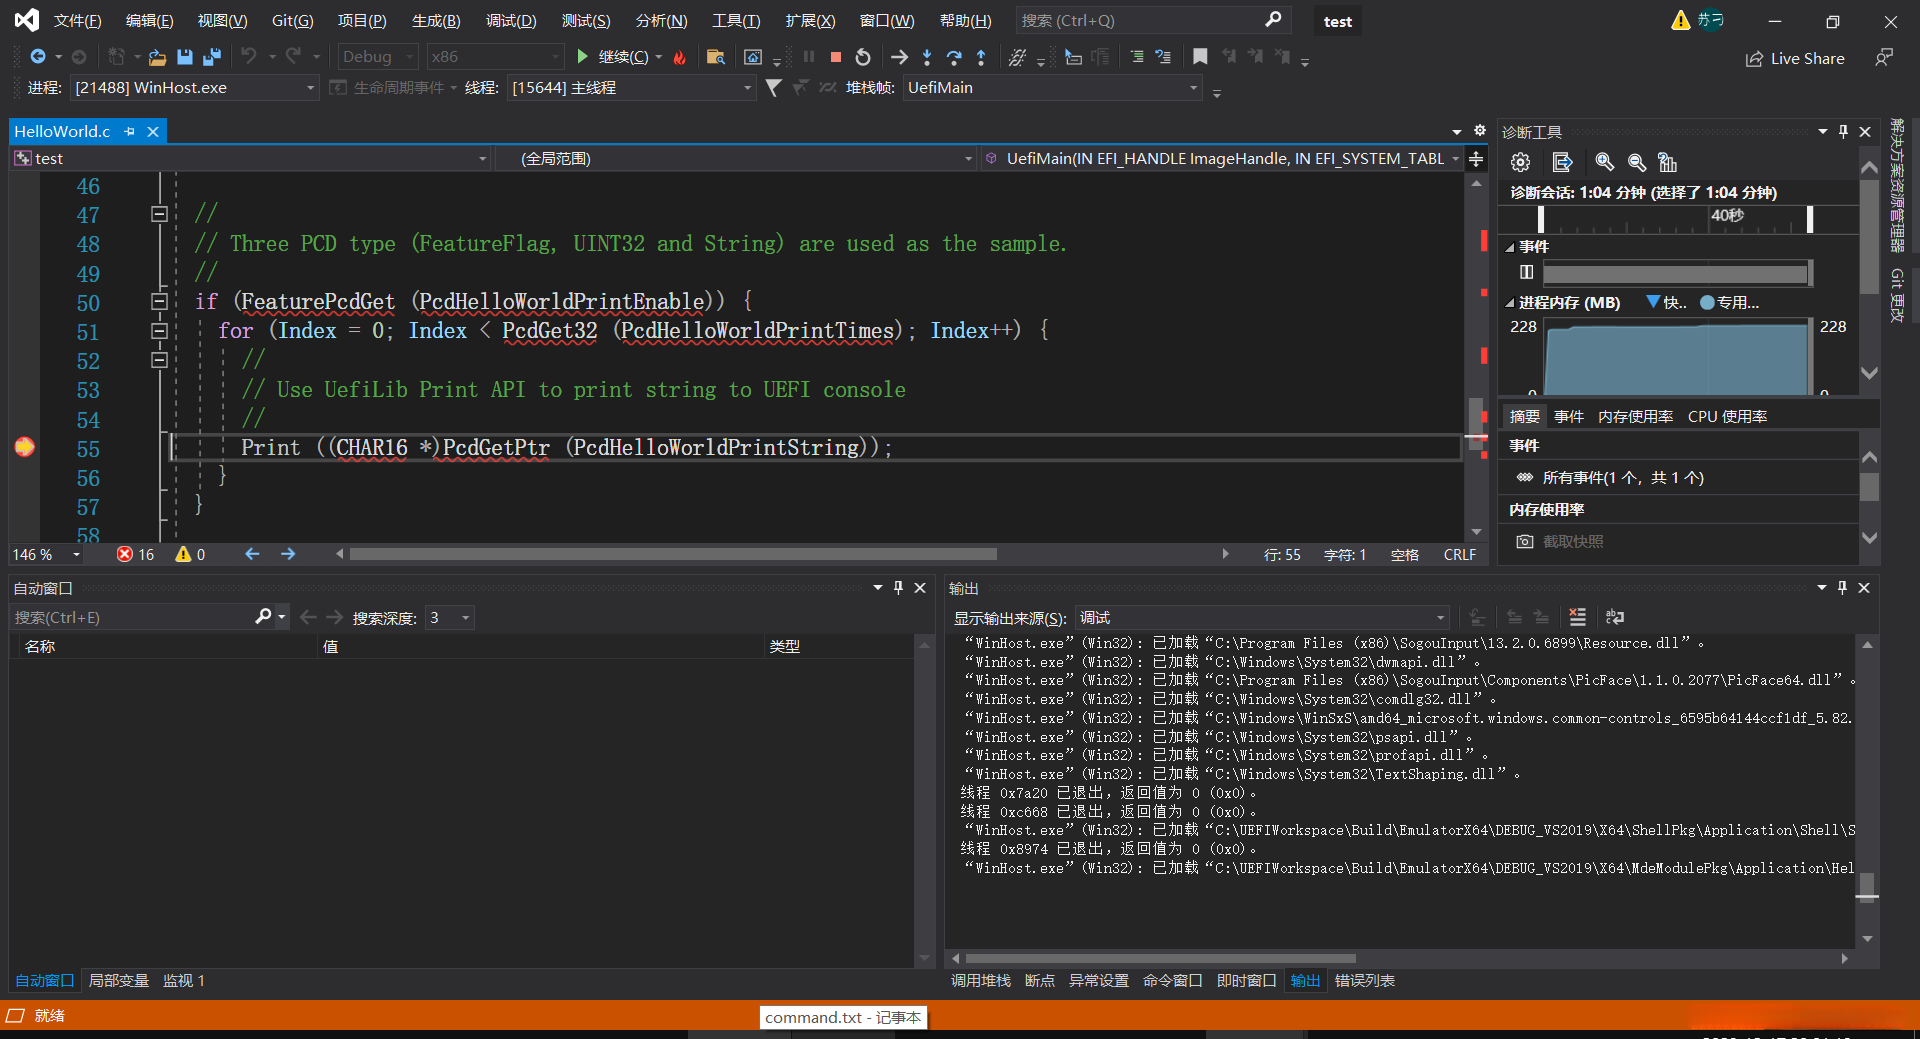 文件(F) 编辑(E) 视图(V) Git(G) 项目(P) 生成(B) 调试(D) 测试(S) 分析(N) 工具(T) 扩展(X) 窗口(W) 帮助(H) 搜索 (Ctrl+Q) test 苏刁
Debug x86 继续(C) Live Share
进程: [21488] WinHost.exe 生命周期事件 线程: [15644] 主线程 堆栈帧: UefiMain
HelloWorld.c
test (全局范围) UefiMain(IN EFI_HANDLE ImageHandle, IN EFI_SYSTEM_TABL
46
47 //
48 // Three PCD type (FeatureFlag, UINT32 and String) are used as the sample.
49 //
50 if (FeaturePcdGet (PcdHelloWorldPrintEnable)) {
51 for (Index = 0; Index < PcdGet32 (PcdHelloWorldPrintTimes); Index++) {
52 //
53 // Use UefiLib Print API to print string to UEFI console
54 //
55 Print ((CHAR16 *)PcdGetPtr (PcdHelloWorldPrintString));
56 }
57 }
58
146 % 16 0 行: 55 字符: 1 空格 CRLF
诊断工具
诊断会话: 1:04 分钟 (选择了 1:04 分钟)
40秒
事件
进程内存 (MB) 快.. 专用...
228 228
0 0
摘要 事件 内存使用率 CPU 使用率
事件
所有事件(1 个，共 1 个)
内存使用率
截取快照
解决方案资源管理器
Git 更改
自动窗口
搜索(Ctrl+E) 搜索深度: 3
名称 值 类型
自动窗口 局部变量 监视 1
输出
显示输出来源(S): 调试
“WinHost.exe”(Win32): 已加载“C:\Program Files (x86)\SogouInput\13.2.0.6899\Resource.dll”。
“WinHost.exe”(Win32): 已加载“C:\Windows\System32\dwmapi.dll”。
“WinHost.exe”(Win32): 已加载“C:\Program Files (x86)\SogouInput\Components\PicFace\1.1.0.2077\PicFace64.dll”。
“WinHost.exe”(Win32): 已加载“C:\Windows\System32\comdlg32.dll”。
“WinHost.exe”(Win32): 已加载“C:\Windows\WinSxS\amd64_microsoft.windows.common-controls_6595b64144ccf1df_5.82.
“WinHost.exe”(Win32): 已加载“C:\Windows\System32\psapi.dll”。
“WinHost.exe”(Win32): 已加载“C:\Windows\System32\profapi.dll”。
“WinHost.exe”(Win32): 已加载“C:\Windows\System32\TextShaping.dll”。
线程 0x7a20 已退出，返回值为 0 (0x0)。
线程 0xc668 已退出，返回值为 0 (0x0)。
“WinHost.exe”(Win32): 已加载“C:\UEFIWorkspace\Build\EmulatorX64\DEBUG_VS2019\X64\ShellPkg\Application\Shell\S
线程 0x8974 已退出，返回值为 0 (0x0)。
“WinHost.exe”(Win32): 已加载“C:\UEFIWorkspace\Build\EmulatorX64\DEBUG_VS2019\X64\MdeModulePkg\Application\Hel
调用堆栈 断点 异常设置 命令窗口 即时窗口 输出 错误列表
就绪
command.txt - 记事本